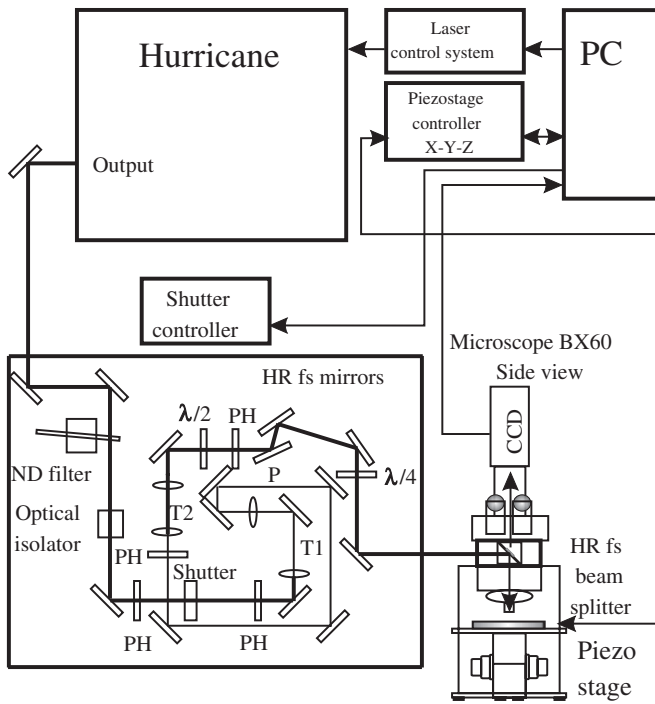 Hurricane
Output
Laser
control system
PC
Piezostage
controller
X-Y-Z
Shutter
controller
Microscope BX60
Side view
CCD
HR fs mirrors
λ/2
PH
P
λ/4
ND filter
Optical
isolator
T2
T1
PH
Shutter
PH
PH
HR fs
beam
splitter
Piezo
stage